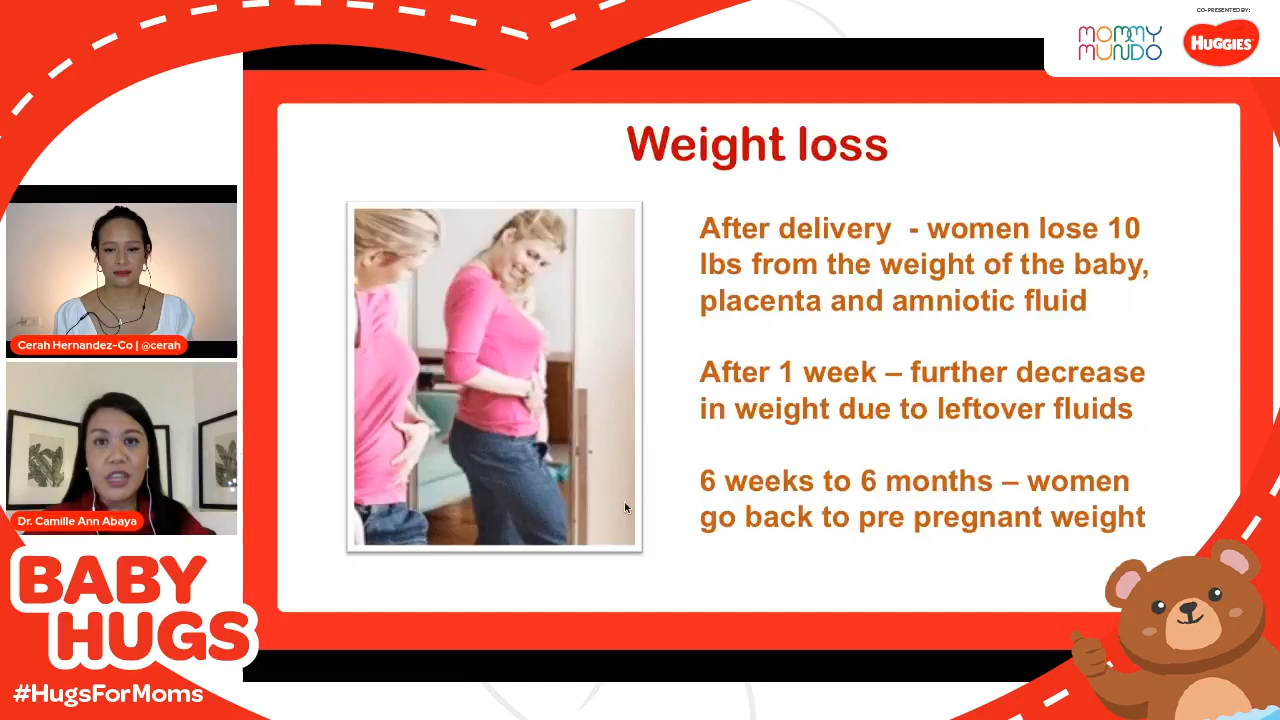 CO-PRESENTED BY:
MOMMY
MUNDO
HUGGIES
Weight loss
After delivery - women lose 10
lbs from the weight of the baby,
placenta and amniotic fluid
After 1 week – further decrease
in weight due to leftover fluids
6 weeks to 6 months – women
go back to pre pregnant weight
Cerah Hernandez-Co | @cerah
Dr. Camille Ann Abaya
BABY
HUGS
#HugsForMoms